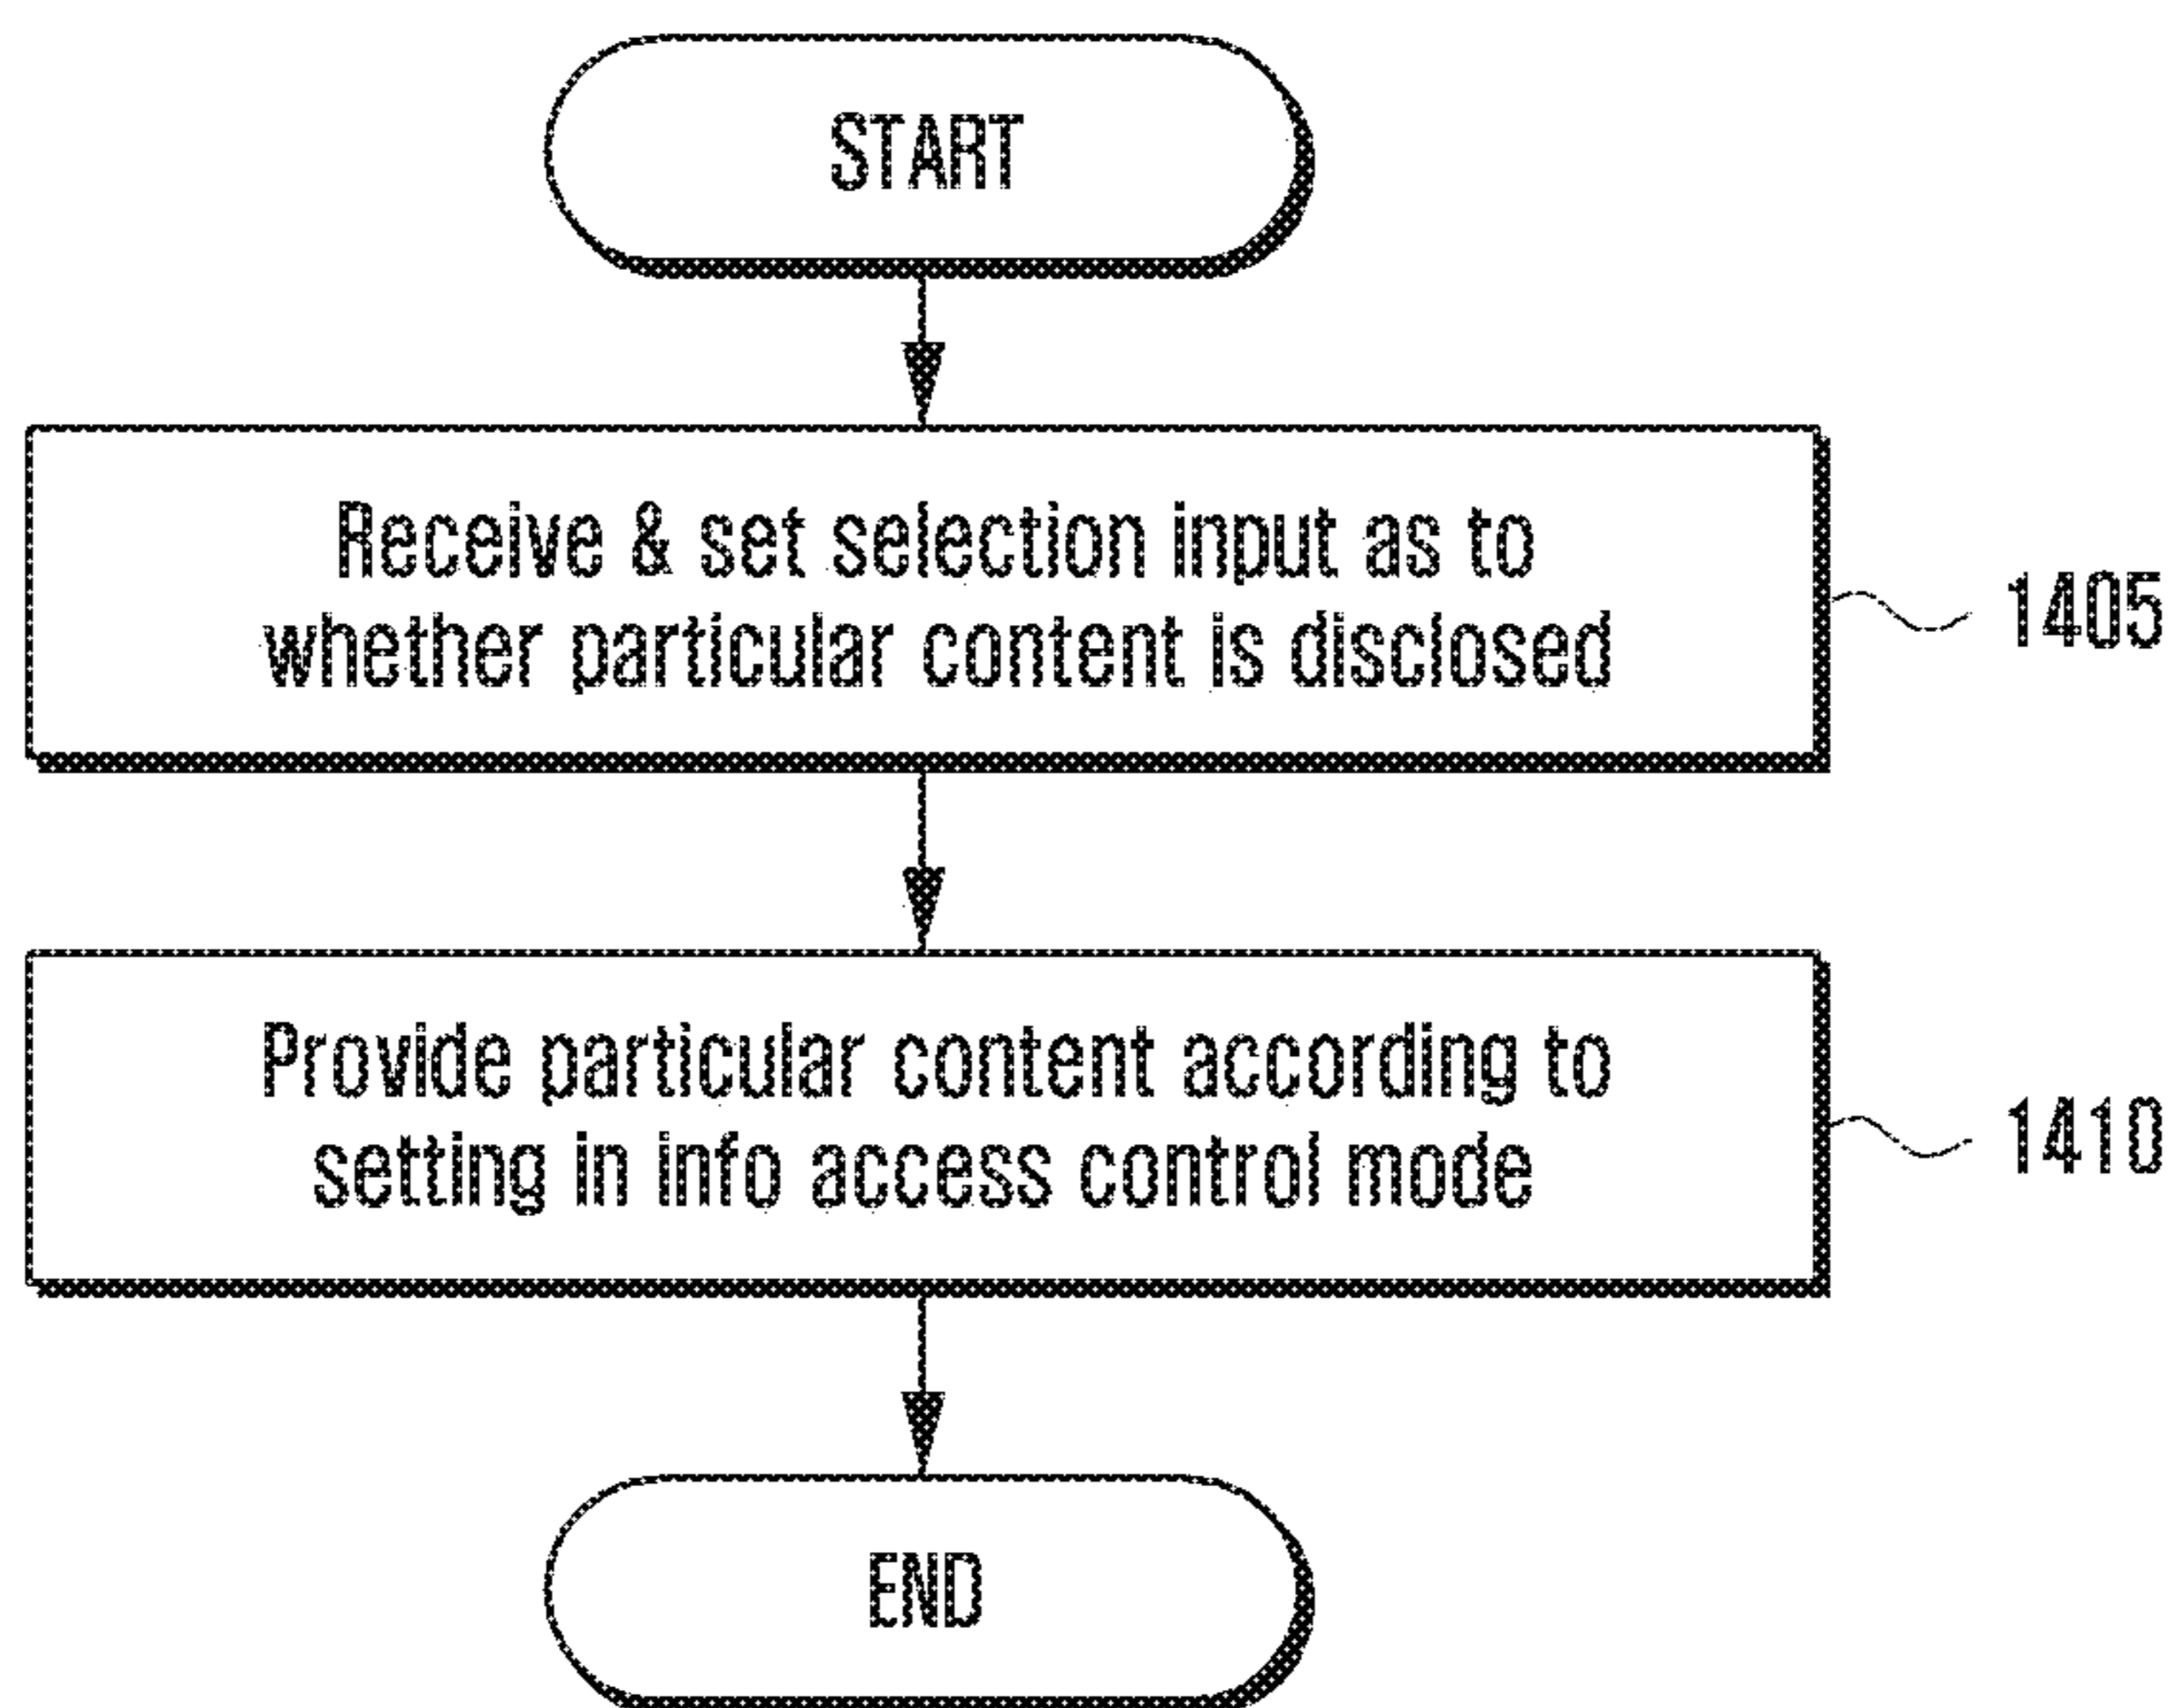 START
Receive & set selection input as to
whether particular content is disclosed
1405
Provide particular content according to
setting in info access control mode
1410
END